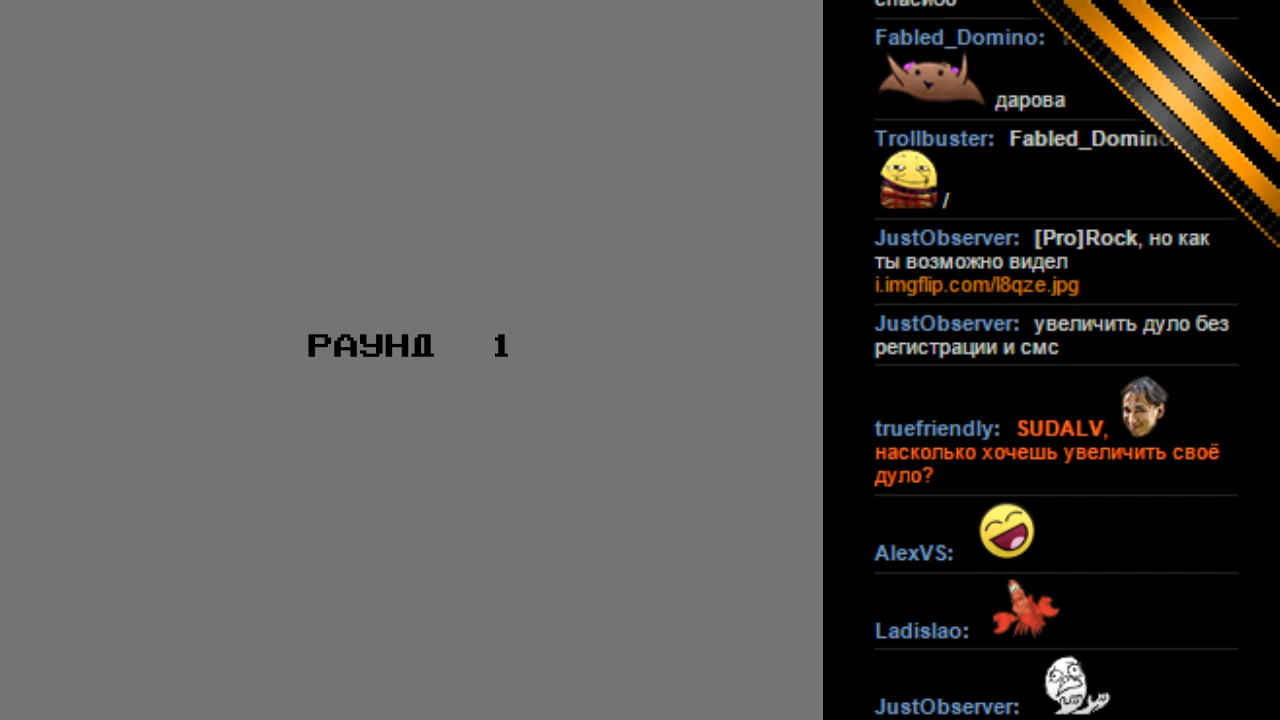 РАУНД 1
спасибо
Fabled_Domino:
дарова
Trollbuster: Fabled_Domino
/
JustObserver: [Pro]Rock, но как
ты возможно видел
i.imgflip.com/l8qze.jpg
JustObserver: увеличить дуло без
регистрации и смс
truefriendly: SUDALV,
насколько хочешь увеличить своё
дуло?
AlexVS:
Ladislao:
JustObserver: